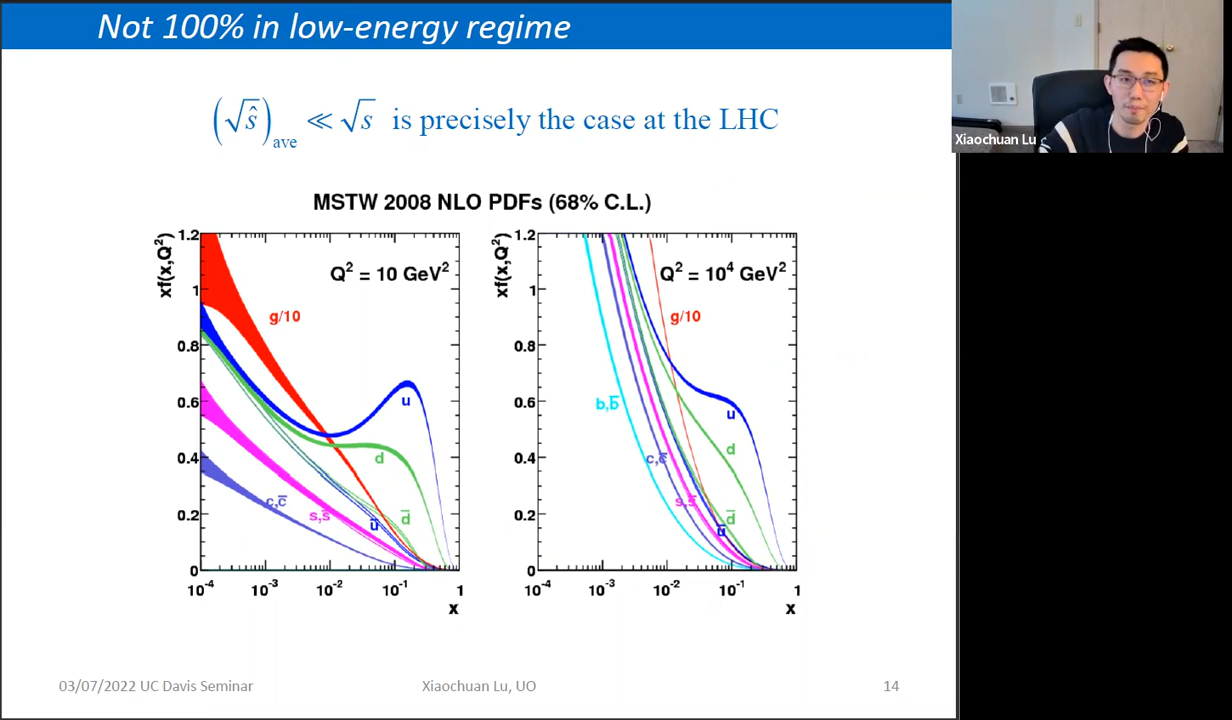 Not 100% in low-energy regime
(√ŝ)ave ≪ √s is precisely the case at the LHC
Xiaochuan Lu
MSTW 2008 NLO PDFs (68% C.L.)
xf(x,Q²)
1.2
1
0.8
0.6
0.4
0.2
0
Q² = 10 GeV²
g/10
u
d
c,c̄
s,s̄
ū
d̄
10⁻⁴ 10⁻³ 10⁻² 10⁻¹ 1
x
xf(x,Q²)
1.2
1
0.8
0.6
0.4
0.2
0
Q² = 10⁴ GeV²
g/10
b,b̄
u
d
c,c̄
s,s̄
d̄
ū
10⁻⁴ 10⁻³ 10⁻² 10⁻¹ 1
x
03/07/2022 UC Davis Seminar
Xiaochuan Lu, UO
14